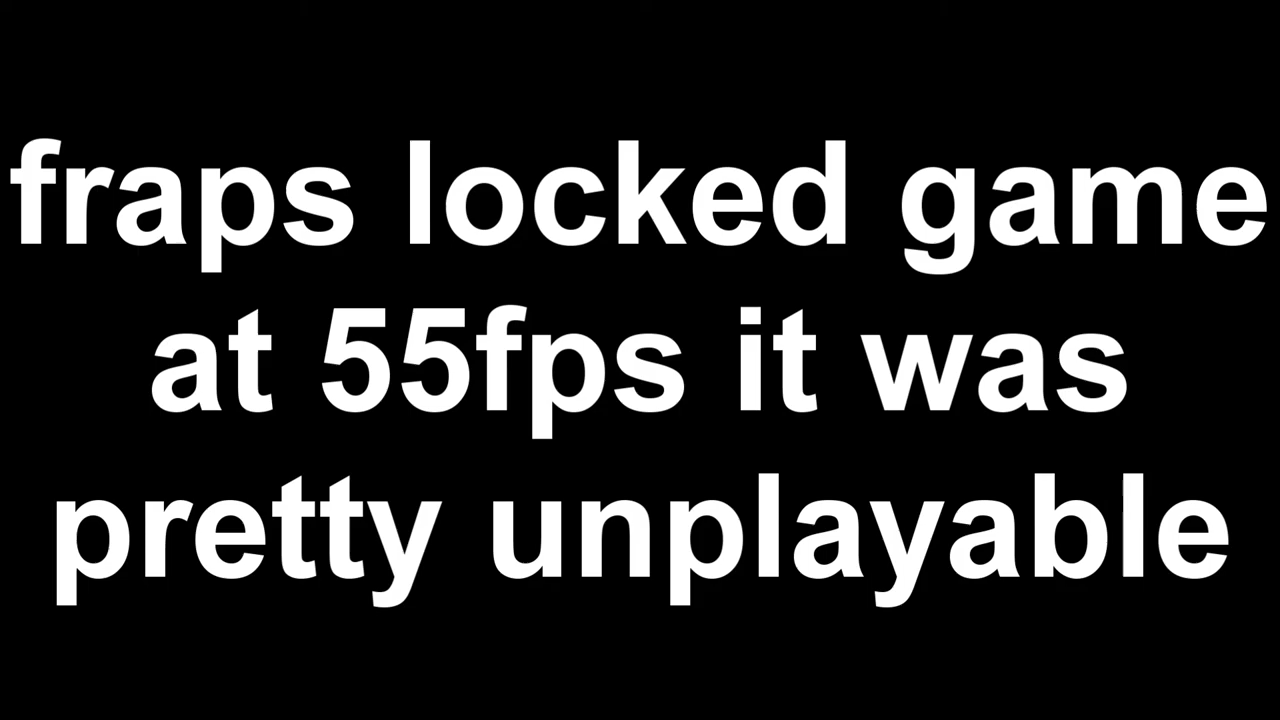 fraps locked game
at 55fps it was
pretty unplayable